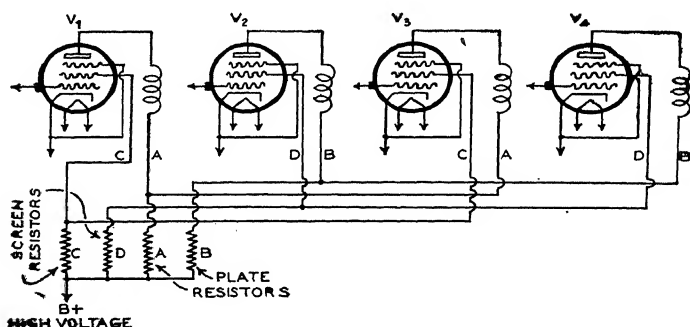 V1 V2 V3 V4
C A D B C A D B
SCREEN RESISTORS
C D A B
PLATE RESISTORS
B+
HIGH VOLTAGE